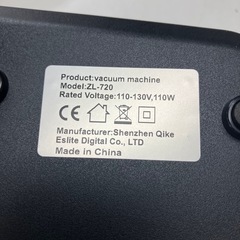 Product:vacuum machine
Model:ZL-720
Rated Voltage:110-130V,110W
CE
Manufacturer:Shenzhen Qike
Eslite Digital Co., LTD
Made in China